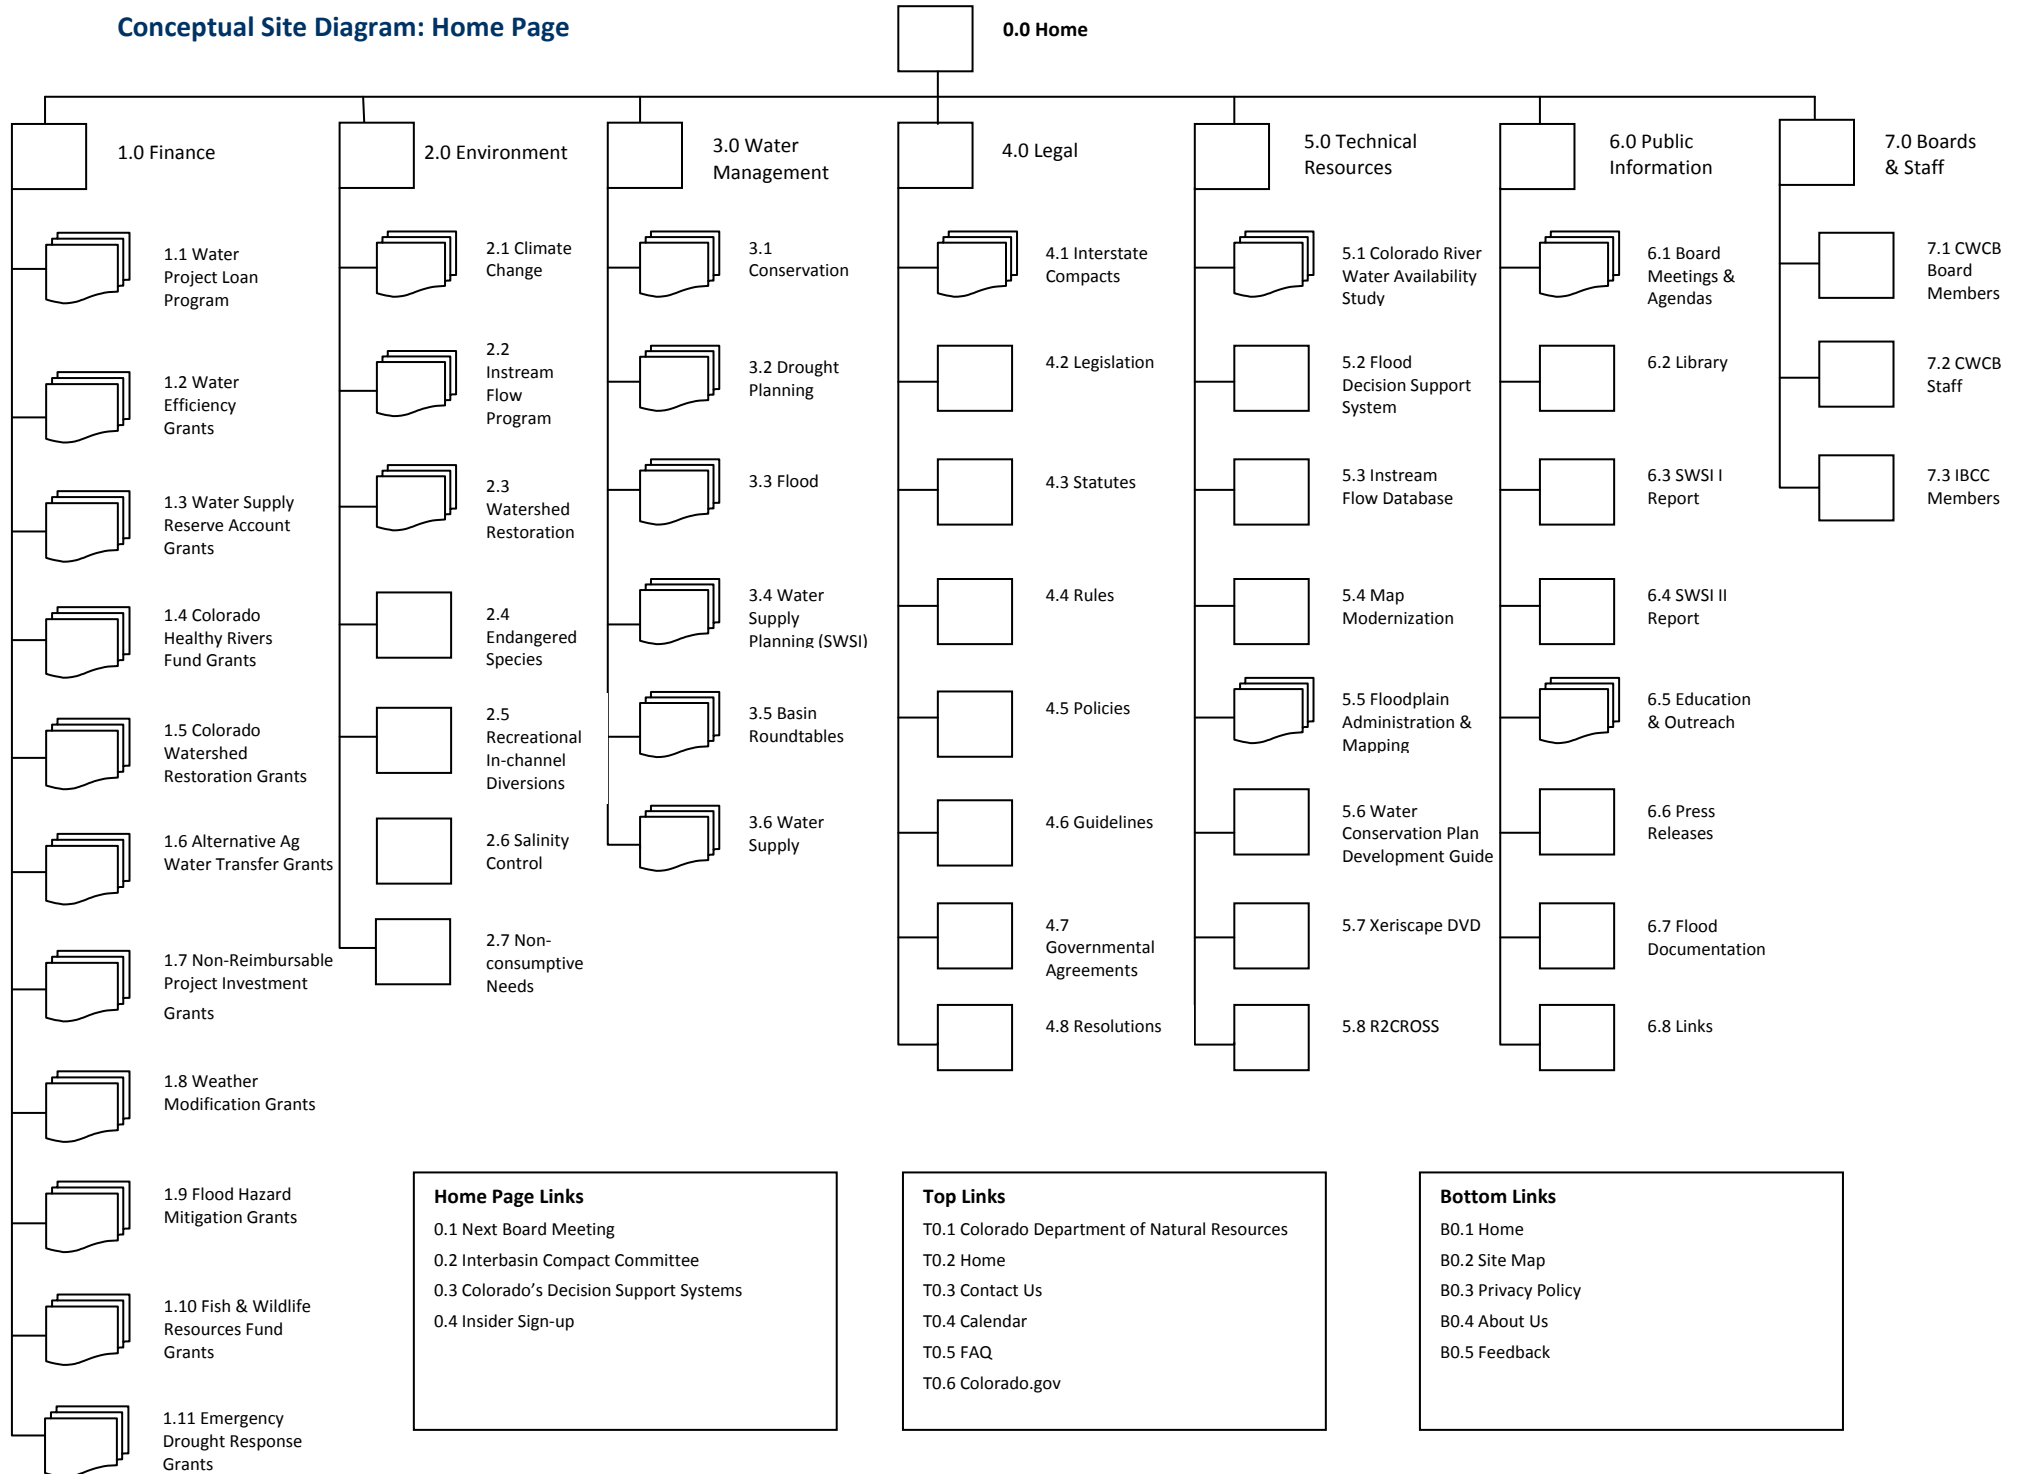 Conceptual Site Diagram: Home Page
0.0 Home
1.0 Finance
1.1 Water
Project Loan
Program
1.2 Water
Efficiency
Grants
1.3 Water Supply
Reserve Account
Grants
1.4 Colorado
Healthy Rivers
Fund Grants
1.5 Colorado
Watershed
Restoration Grants
1.6 Alternative Ag
Water Transfer Grants
1.7 Non-Reimbursable
Project Investment
Grants
1.8 Weather
Modification Grants
1.9 Flood Hazard
Mitigation Grants
1.10 Fish & Wildlife
Resources Fund
Grants
1.11 Emergency
Drought Response
Grants
2.0 Environment
2.1 Climate
Change
2.2
Instream
Flow
Program
2.3
Watershed
Restoration
2.4
Endangered
Species
2.5
Recreational
In-channel
Diversions
2.6 Salinity
Control
2.7 Non-
consumptive
Needs
3.0 Water
Management
3.1
Conservation
3.2 Drought
Planning
3.3 Flood
3.4 Water
Supply
Planning (SWSI)
3.5 Basin
Roundtables
3.6 Water
Supply
4.0 Legal
4.1 Interstate
Compacts
4.2 Legislation
4.3 Statutes
4.4 Rules
4.5 Policies
4.6 Guidelines
4.7
Governmental
Agreements
4.8 Resolutions
5.0 Technical
Resources
5.1 Colorado River
Water Availability
Study
5.2 Flood
Decision Support
System
5.3 Instream
Flow Database
5.4 Map
Modernization
5.5 Floodplain
Administration &
Mapping
5.6 Water
Conservation Plan
Development Guide
5.7 Xeriscape DVD
5.8 R2CROSS
6.0 Public
Information
6.1 Board
Meetings &
Agendas
6.2 Library
6.3 SWSI I
Report
6.4 SWSI II
Report
6.5 Education
& Outreach
6.6 Press
Releases
6.7 Flood
Documentation
6.8 Links
7.0 Boards
& Staff
7.1 CWCB
Board
Members
7.2 CWCB
Staff
7.3 IBCC
Members
Home Page Links
0.1 Next Board Meeting
0.2 Interbasin Compact Committee
0.3 Colorado’s Decision Support Systems
0.4 Insider Sign-up
Top Links
T0.1 Colorado Department of Natural Resources
T0.2 Home
T0.3 Contact Us
T0.4 Calendar
T0.5 FAQ
T0.6 Colorado.gov
Bottom Links
B0.1 Home
B0.2 Site Map
B0.3 Privacy Policy
B0.4 About Us
B0.5 Feedback